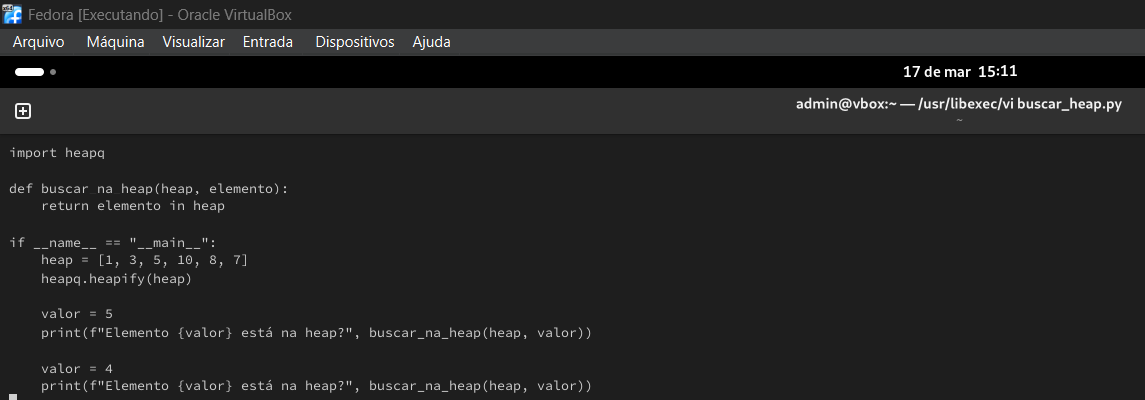 x64
Fedora [Executando] - Oracle VirtualBox
Arquivo Máquina Visualizar Entrada Dispositivos Ajuda
17 de mar 15:11
admin@vbox:~ — /usr/libexec/vi buscar_heap.py
~
import heapq
def buscar_na_heap(heap, elemento):
    return elemento in heap
if __name__ == "__main__":
    heap = [1, 3, 5, 10, 8, 7]
    heapq.heapify(heap)
    valor = 5
    print(f"Elemento {valor} está na heap?", buscar_na_heap(heap, valor))
    valor = 4
    print(f"Elemento {valor} está na heap?", buscar_na_heap(heap, valor))